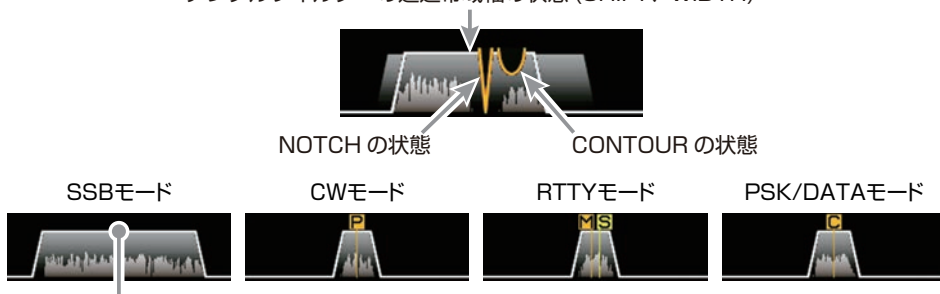 NOTCH の状態
CONTOUR の状態
SSBモード
CWモード
RTTYモード
PSK/DATAモード
P
M S
C